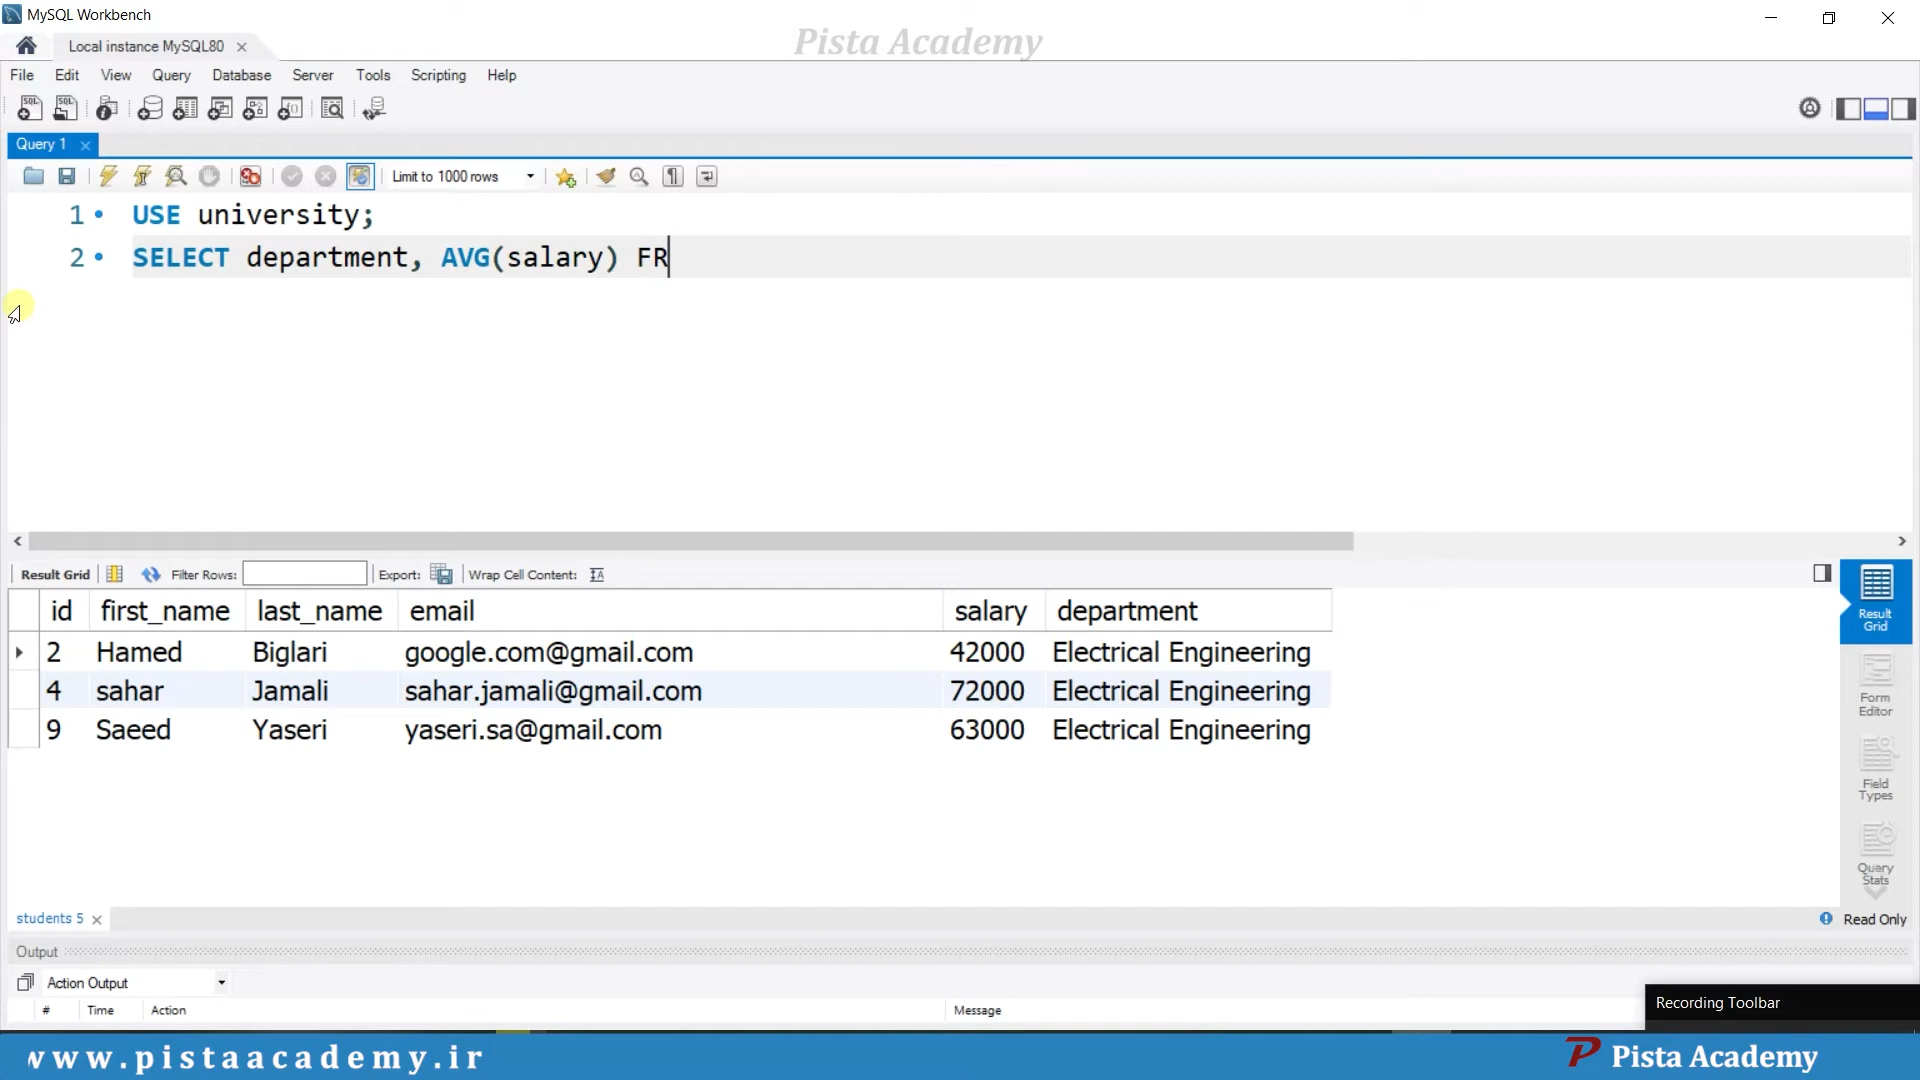 MySQL Workbench
Pista Academy
Local instance MySQL80
File Edit View Query Database Server Tools Scripting Help
Query 1
Limit to 1000 rows
1 USE university;
2 SELECT department, AVG(salary) FR
Result Grid Filter Rows: Export: Wrap Cell Content:
id first_name last_name email salary department
2 Hamed Biglari google.com@gmail.com 42000 Electrical Engineering
4 sahar Jamali sahar.jamali@gmail.com 72000 Electrical Engineering
9 Saeed Yaseri yaseri.sa@gmail.com 63000 Electrical Engineering
Result
Grid
Form
Editor
Field
Types
Query
Stats
students 5
Read Only
Output
Action Output
# Time Action Message
Recording Toolbar
www.pistaacademy.ir
Pista Academy